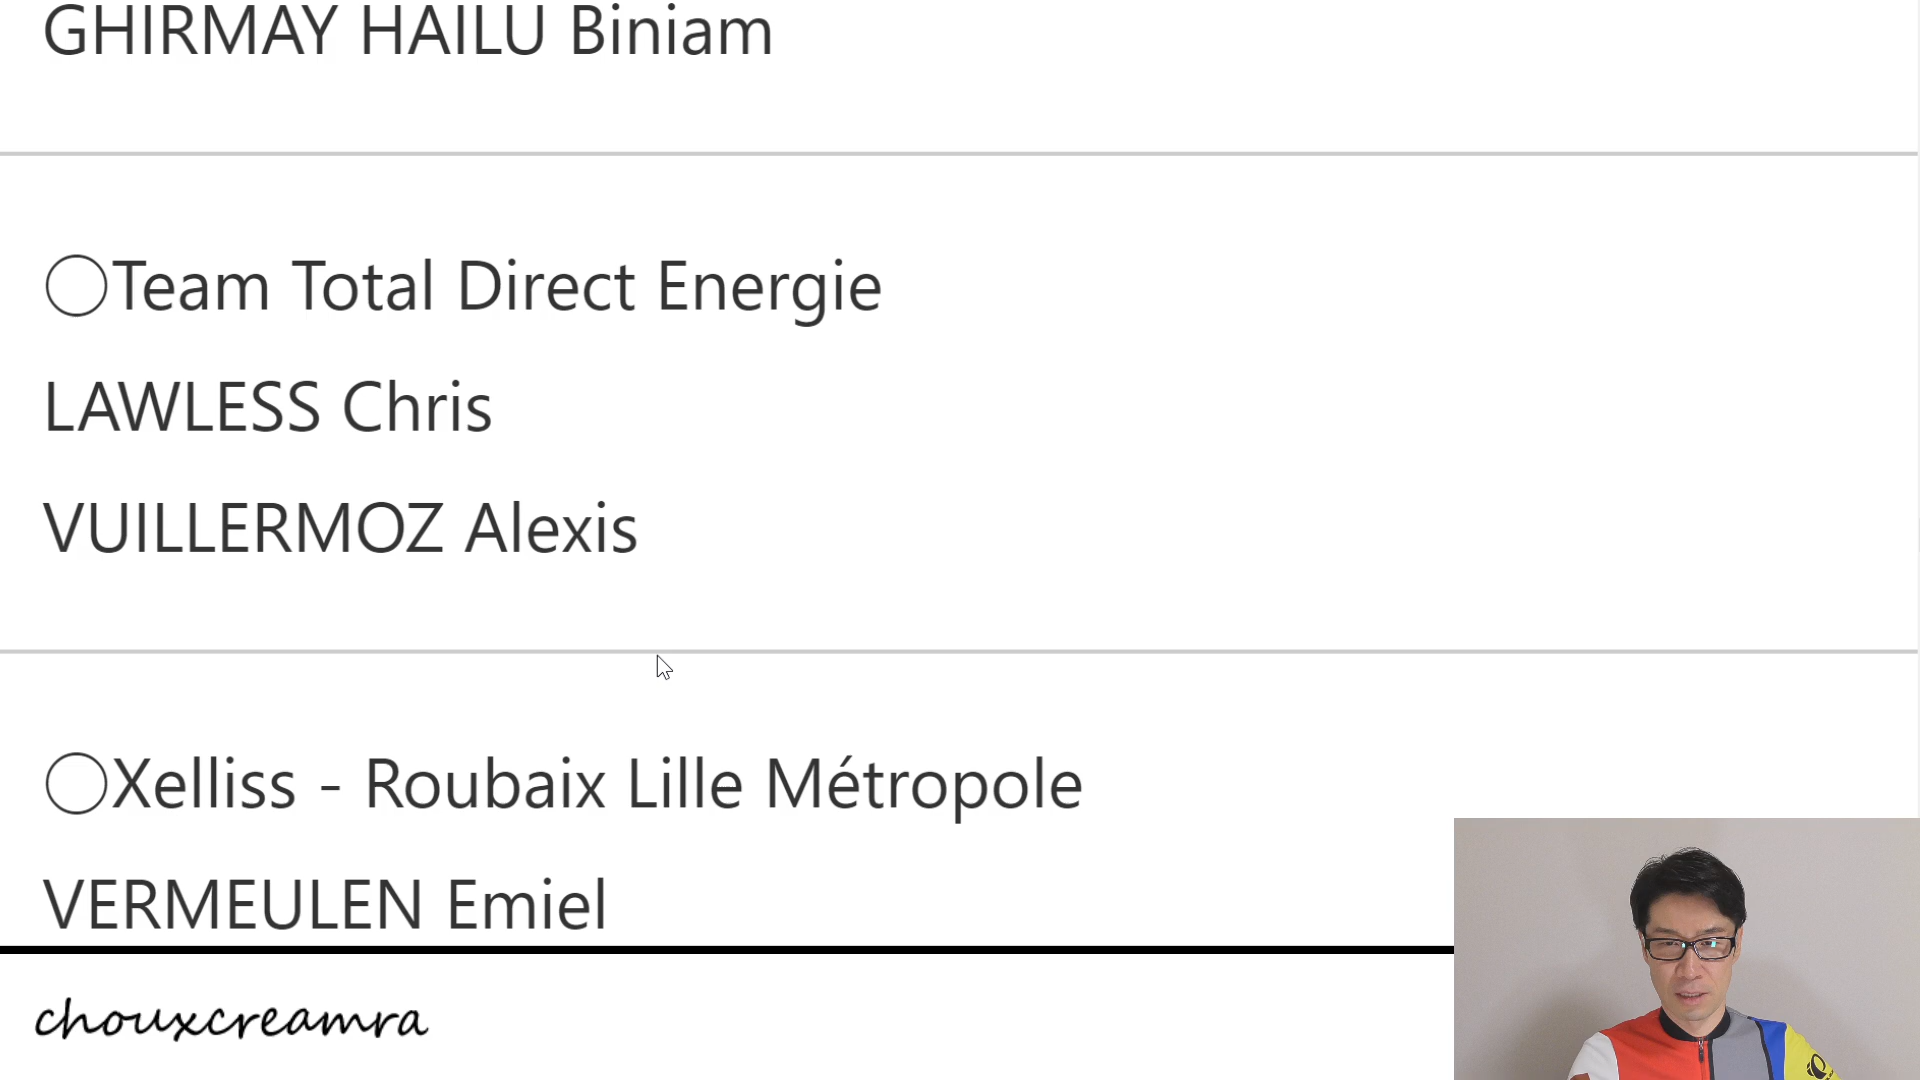 GHIRMAY HAILU Biniam
○Team Total Direct Energie
LAWLESS Chris
VUILLERMOZ Alexis
○Xelliss - Roubaix Lille Métropole
VERMEULEN Emiel
chouxcreamra